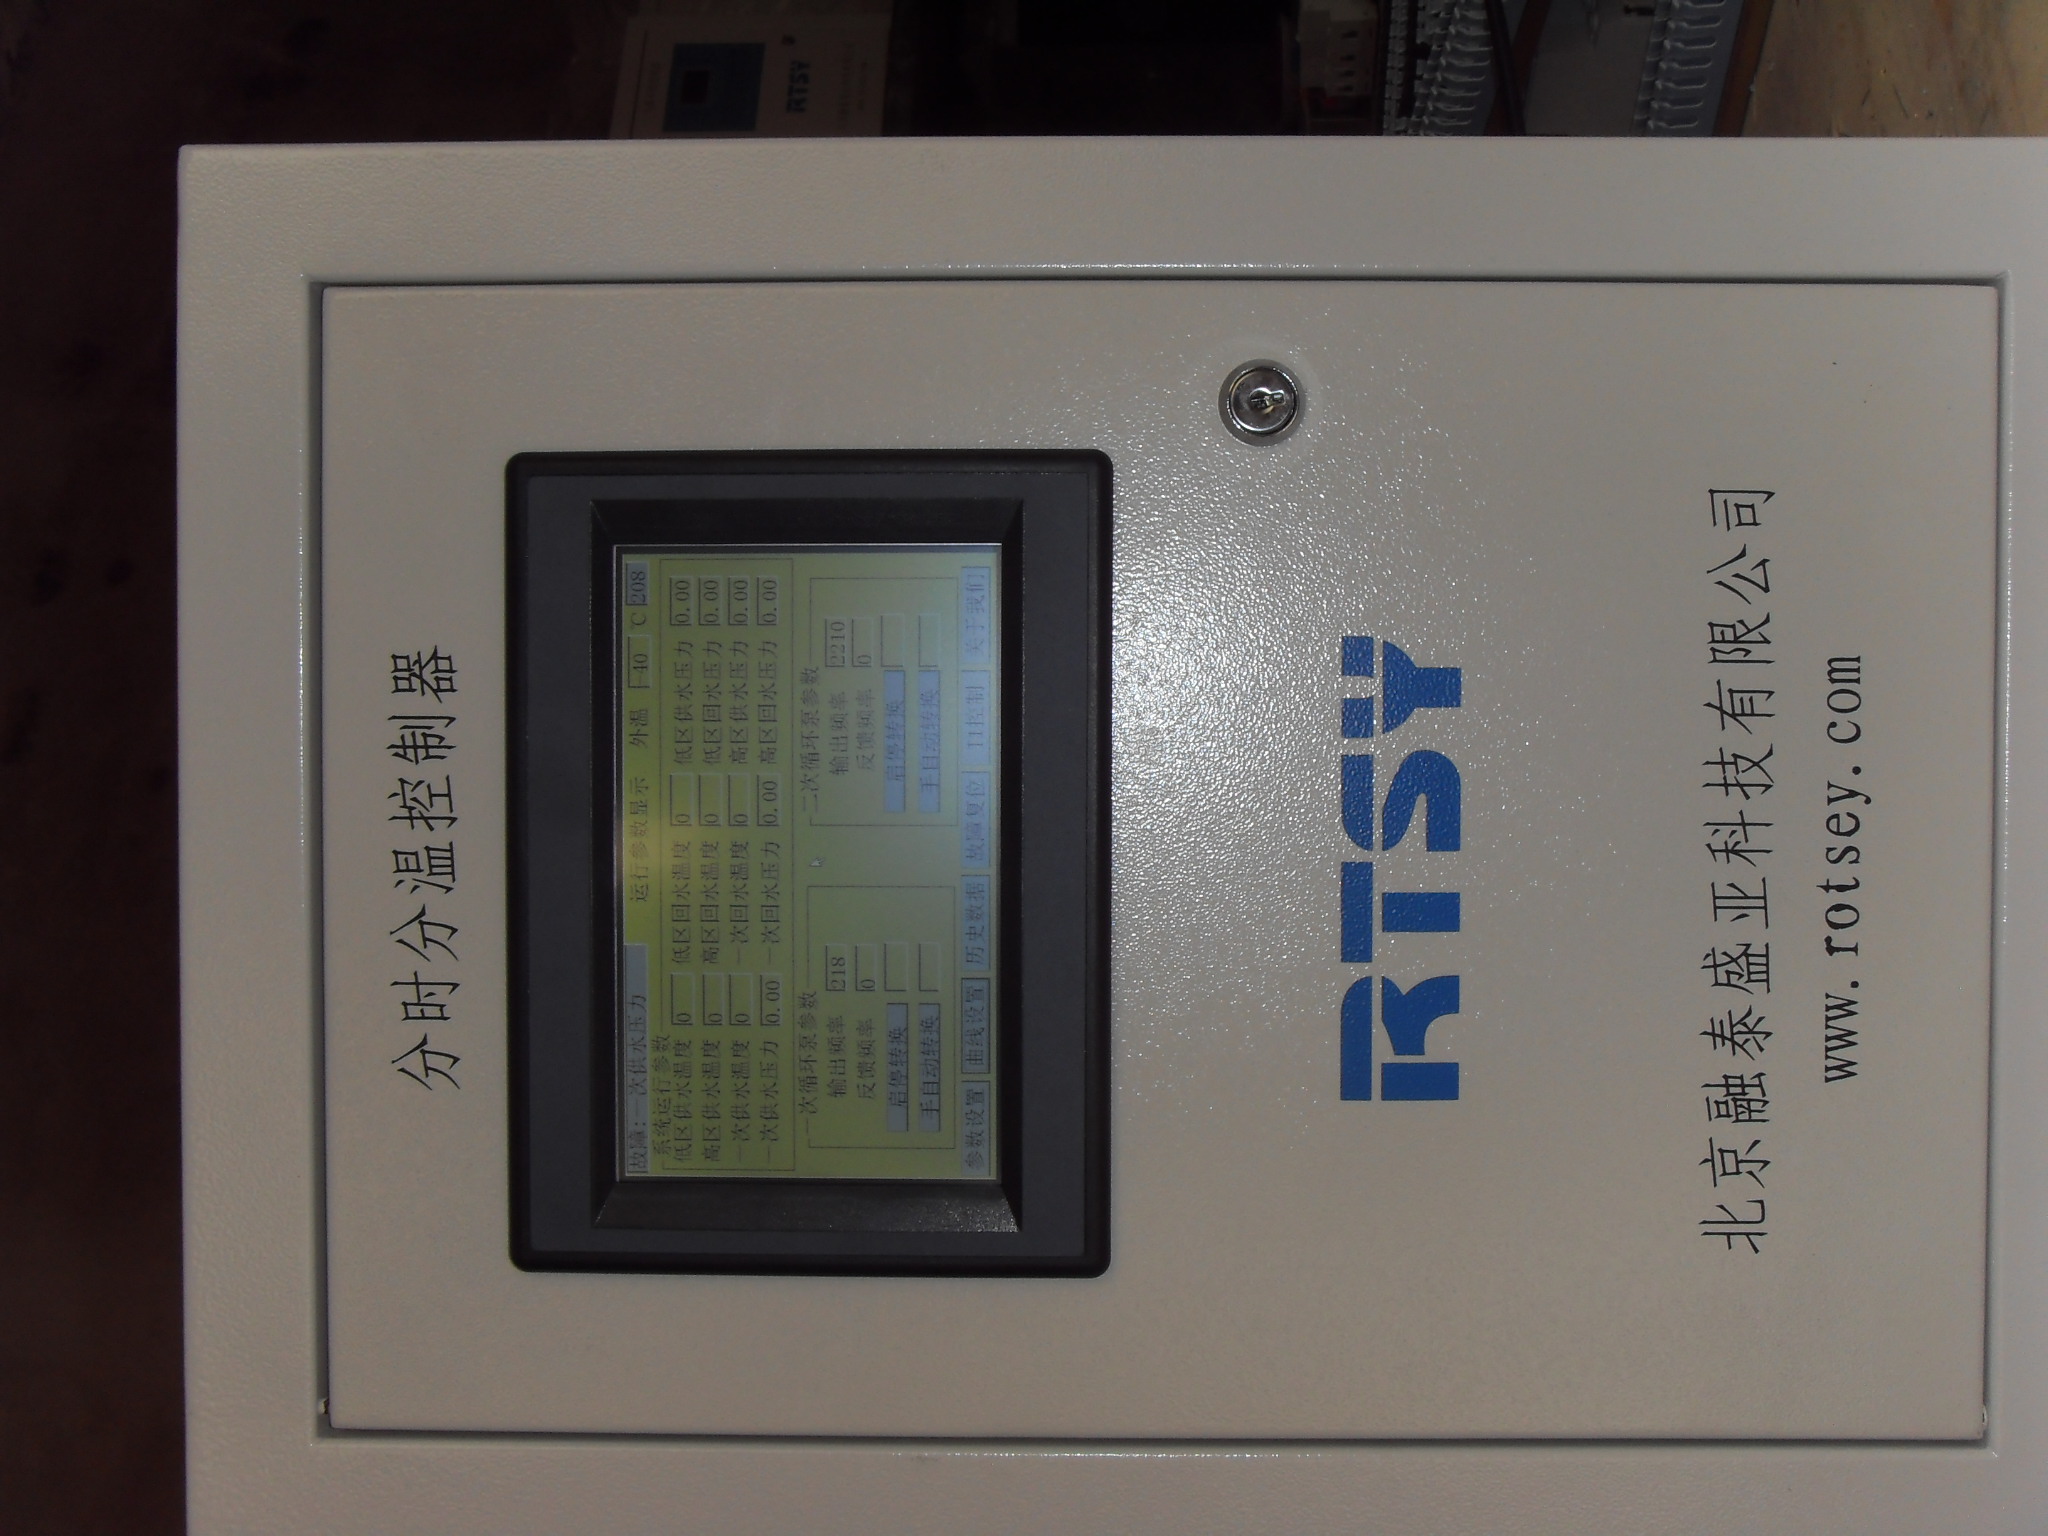 分时分温控制器
故障:一次供水压力
运行参数显示 外温 -40 ℃ 208
系统运行参数
低区供水温度 0 低区回水温度 0 低区供水压力 0.00
高区供水温度 0 高区回水温度 0 低区回水压力 0.00
一次供水温度 0 一次回水温度 0 高区供水压力 0.00
一次供水压力 0.00 一次回水压力 0.00 高区回水压力 0.00
一次循环泵参数 二次循环泵参数
输出频率 218 输出频率 2210
反馈频率 0 反馈频率 0
启停转换 启停转换
手自动转换 手自动转换
参数设置 曲线设置 历史数据 故障复位 11控制 关于我们
RTSY
北京融泰盛亚科技有限公司
www.rotsey.com
RTSY